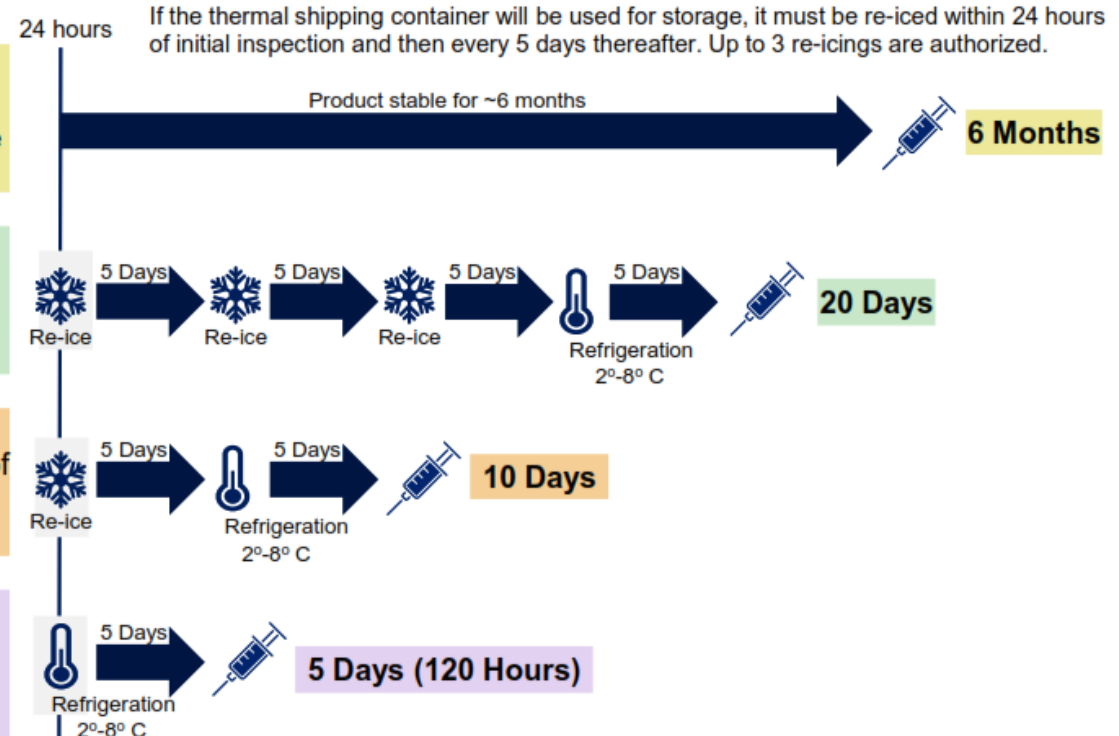 24 hours
If the thermal shipping container will be used for storage, it must be re-iced within 24 hours
of initial inspection and then every 5 days thereafter. Up to 3 re-icings are authorized.
Product stable for ~6 months
6 Months
5 Days
5 Days
5 Days
5 Days
20 Days
Re-ice
Re-ice
Re-ice
Refrigeration
2º-8º C
of
5 Days
5 Days
10 Days
Re-ice
Refrigeration
2º-8º C
5 Days
5 Days (120 Hours)
Refrigeration
2º-8º C